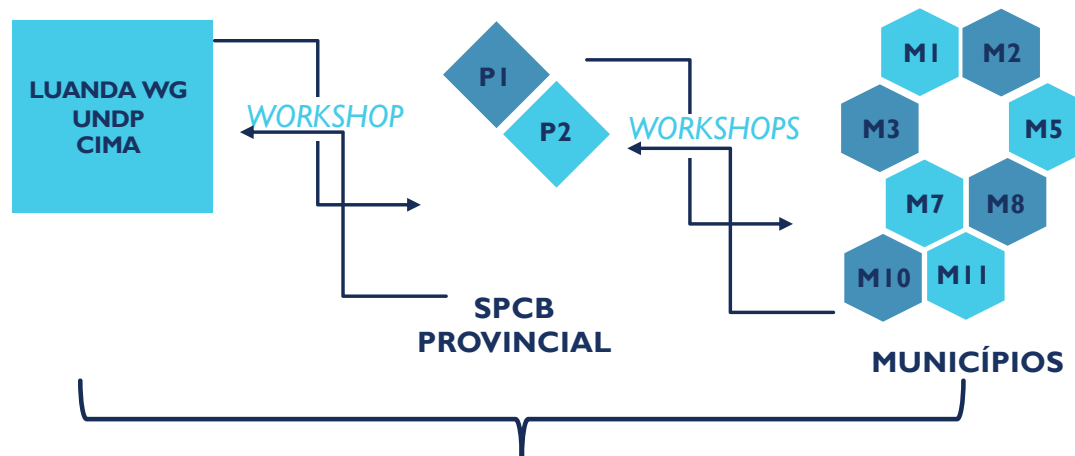 LUANDA WG
UNDP
CIMA
WORKSHOP
P1
P2
WORKSHOPS
M1
M2
M3
M5
M7
M8
M10
M11
SPCB
PROVINCIAL
MUNICÍPIOS